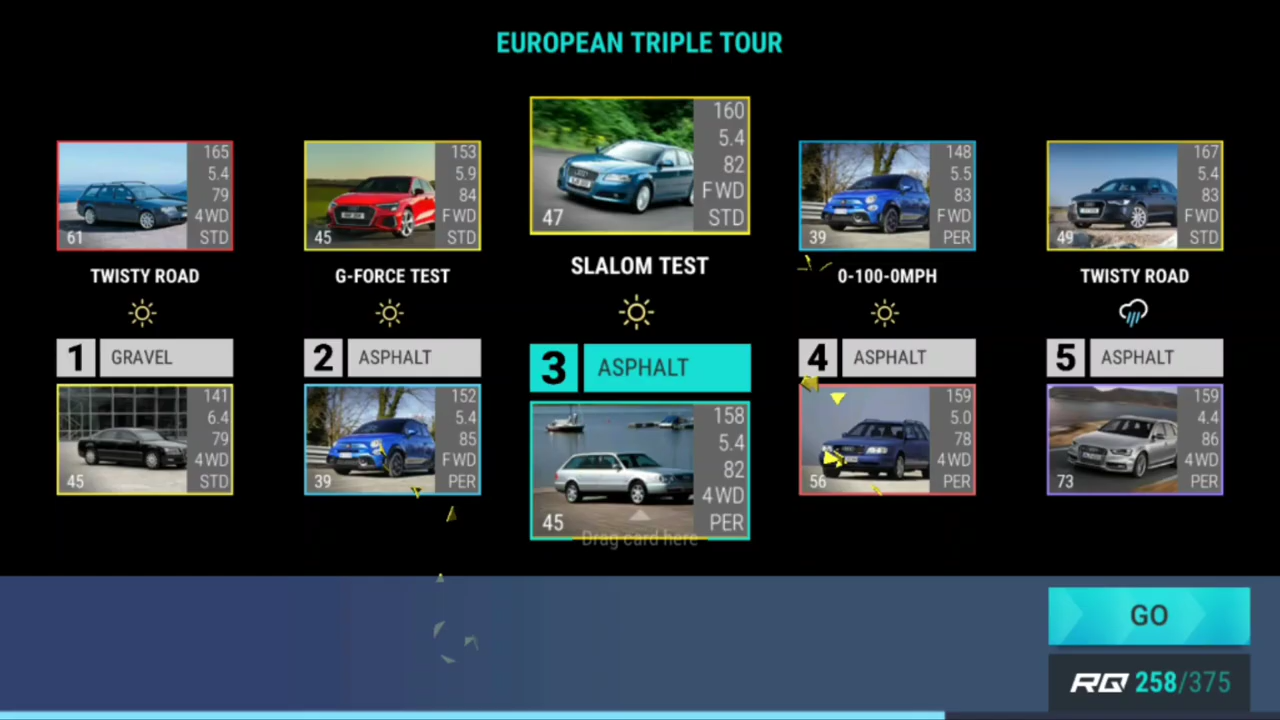 EUROPEAN TRIPLE TOUR
165
5.4
79
4WD
STD
61
153
5.9
84
FWD
STD
45
160
5.4
82
FWD
STD
47
148
5.5
83
FWD
PER
39
167
5.4
83
FWD
STD
49
TWISTY ROAD
G-FORCE TEST
SLALOM TEST
0-100-0MPH
TWISTY ROAD
1 GRAVEL
2 ASPHALT
3 ASPHALT
4 ASPHALT
5 ASPHALT
141
6.4
79
4WD
STD
45
152
5.4
85
FWD
PER
39
158
5.4
82
4WD
PER
45
Drag card here
159
5.0
78
4WD
PER
56
159
4.4
86
4WD
PER
73
GO
RQ 258/375